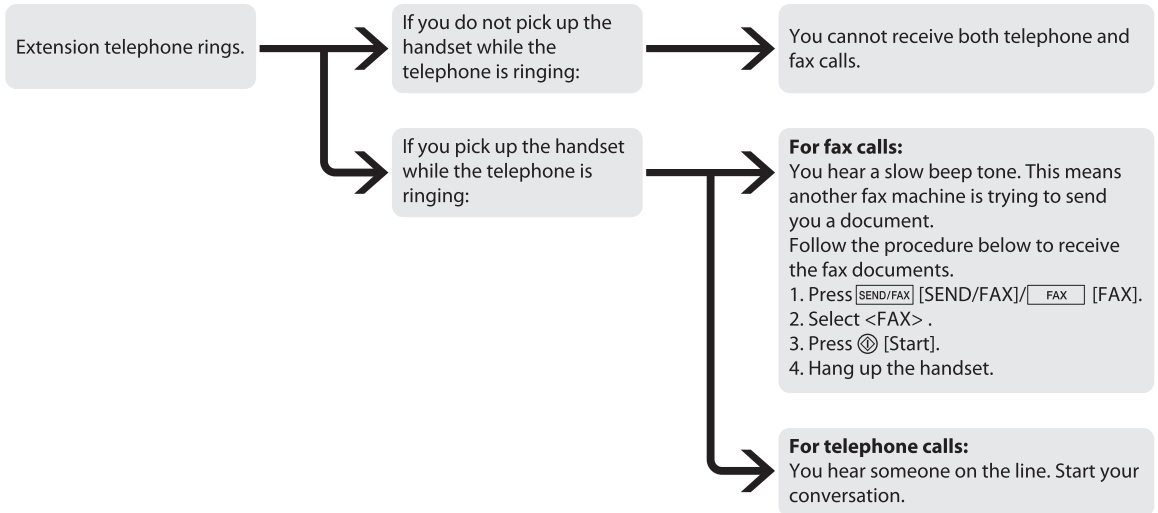 Extension telephone rings.
If you do not pick up the
handset while the
telephone is ringing:
You cannot receive both telephone and
fax calls.
If you pick up the handset
while the telephone is
ringing:
For fax calls:
You hear a slow beep tone. This means
another fax machine is trying to send
you a document.
Follow the procedure below to receive
the fax documents.
1. Press SEND/FAX [SEND/FAX]/ FAX [FAX].
2. Select <FAX> .
3. Press [Start].
4. Hang up the handset.
For telephone calls:
You hear someone on the line. Start your
conversation.